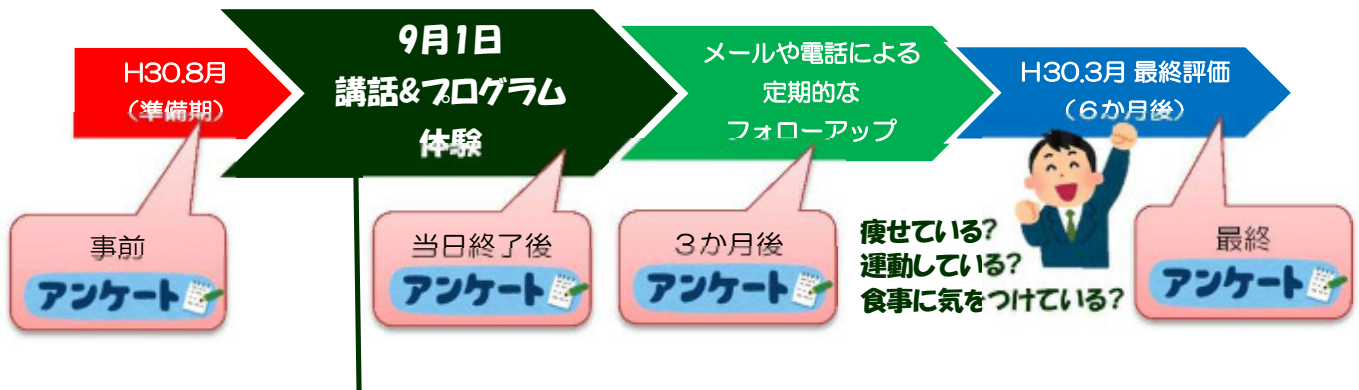 H30.8月
（準備期）
9月1日
講話&プログラム
体験
メールや電話による
定期的な
フォローアップ
H30.3月 最終評価
（６か月後）
事前
アンケート
当日終了後
アンケート
３か月後
アンケート
痩せている?
運動している?
食事に気をつけている?
最終
アンケート